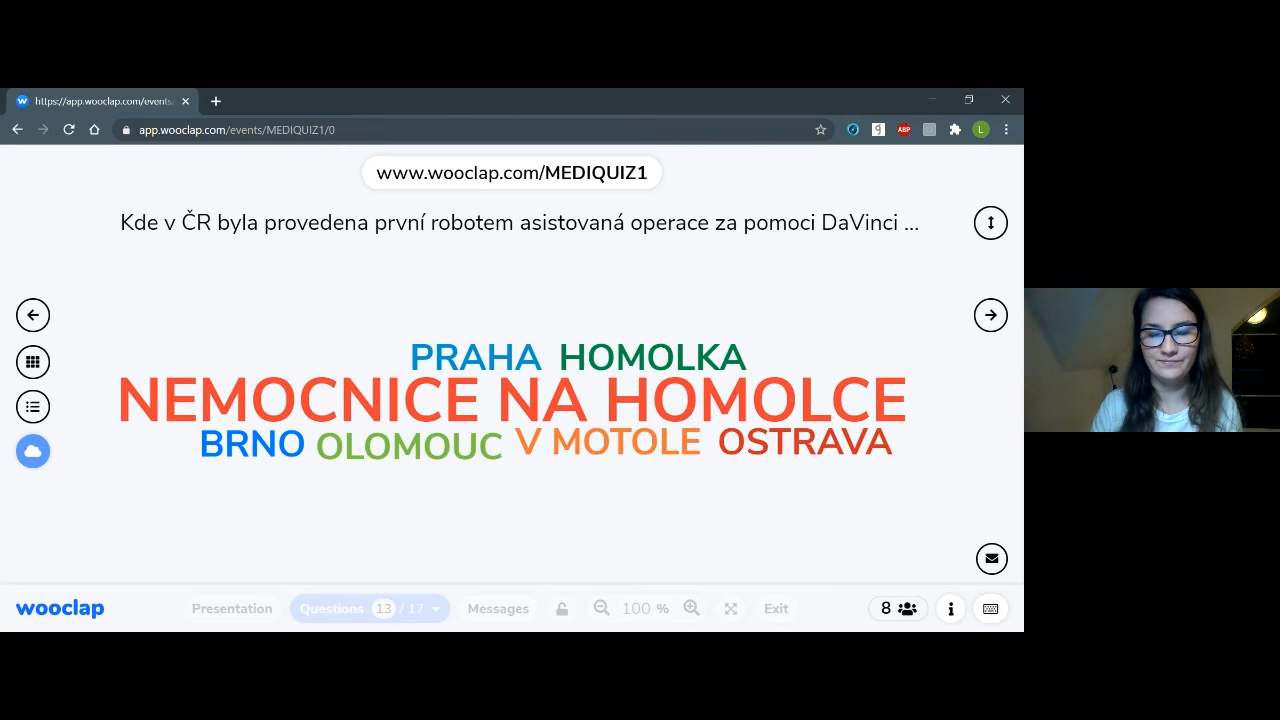 https://app.wooclap.com/events/
app.wooclap.com/events/MEDIQUIZ1/0
ABP
L
www.wooclap.com/MEDIQUIZ1
Kde v ČR byla provedena první robotem asistovaná operace za pomoci DaVinci ...
PRAHA HOMOLKA
NEMOCNICE NA HOMOLCE
BRNO OLOMOUC V MOTOLE OSTRAVA
wooclap Presentation Questions 13 / 17 Messages 100 % Exit 8